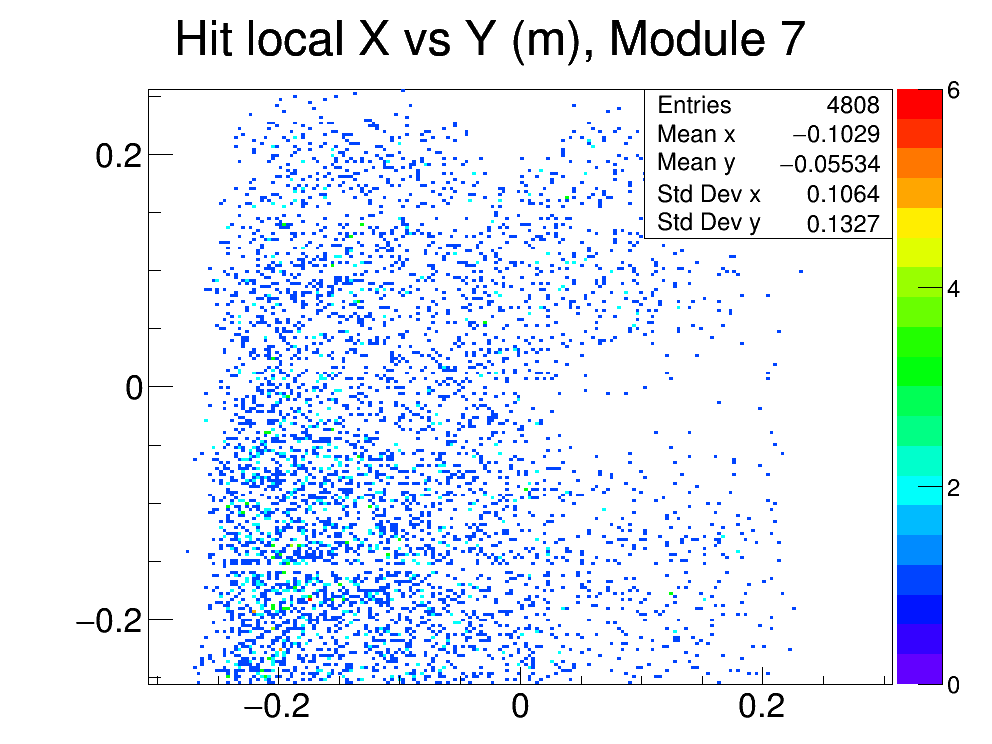 Hit local X vs Y (m), Module 7
Entries 4808
Mean x −0.1029
Mean y −0.05534
Std Dev x 0.1064
Std Dev y 0.1327
0.2
0
−0.2
−0.2 0 0.2
6
4
2
0